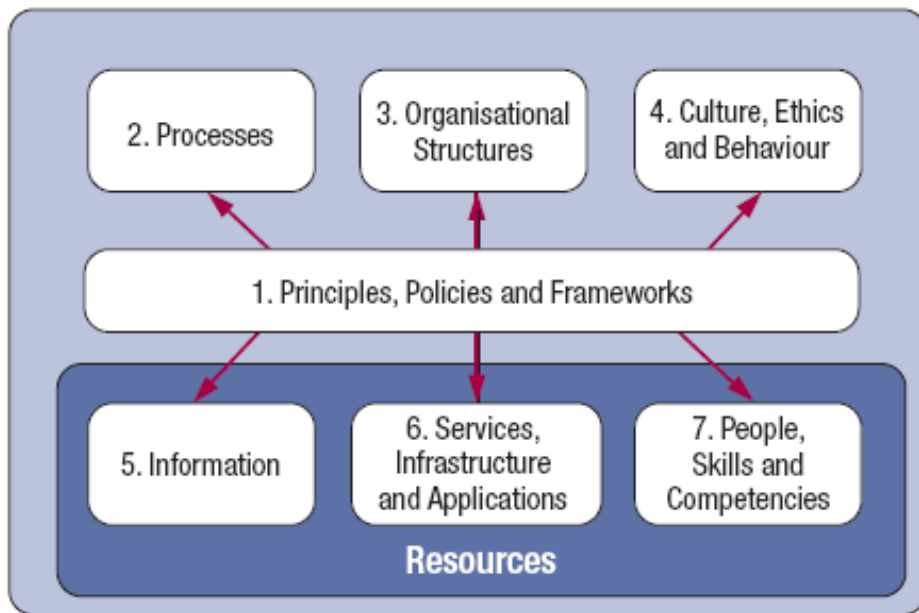 2. Processes
3. Organisational
Structures
4. Culture, Ethics
and Behaviour
1. Principles, Policies and Frameworks
5. Information
6. Services,
Infrastructure
and Applications
7. People,
Skills and
Competencies
Resources